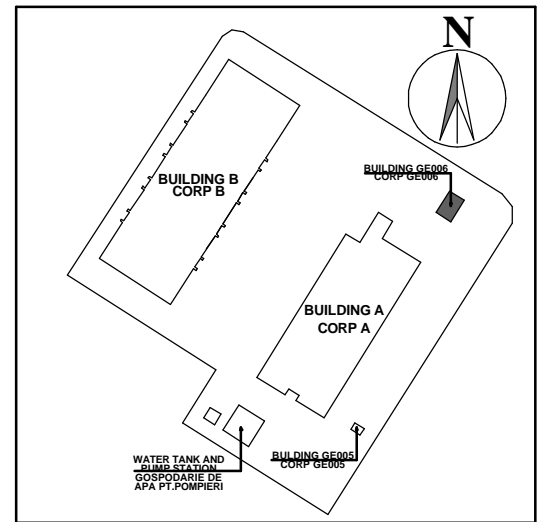 N
BUILDING GE006
CORP GE006
BUILDING B
CORP B
BUILDING A
CORP A
WATER TANK AND
PUMP STATION
GOSPODARIE DE
APA PT.POMPIERI
BULDING GE005
CORP GE005